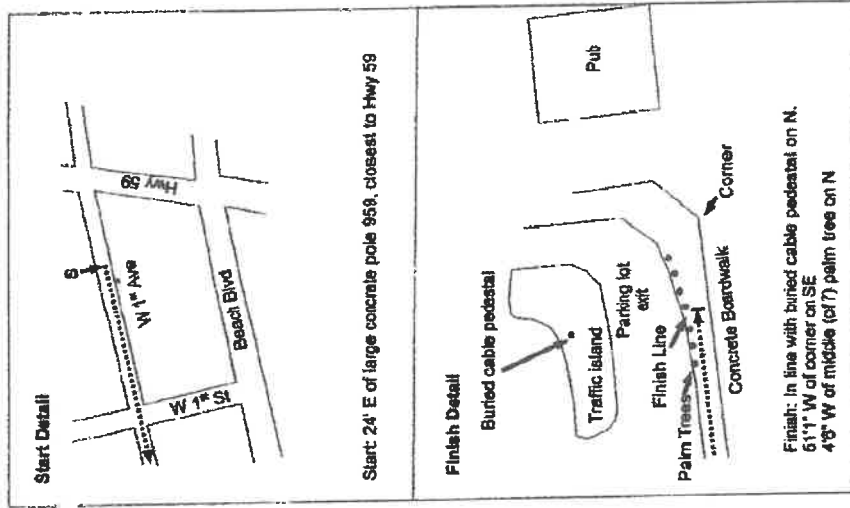 Start Detail
S
W 1st Ave
Hwy 59
W 1st St
Beach Blvd
Start: 24' E of large concrete pole 959, closest to Hwy 59
Finish Detail
Buried cable pedestal
Pub
Traffic island
Parking lot
exit
Finish Line
Palm Trees
Corner
Concrete Boardwalk
Finish: In line with buried cable pedestal on N.
51'1" W of corner on SE
4'8" W of middle (of 7) palm tree on N